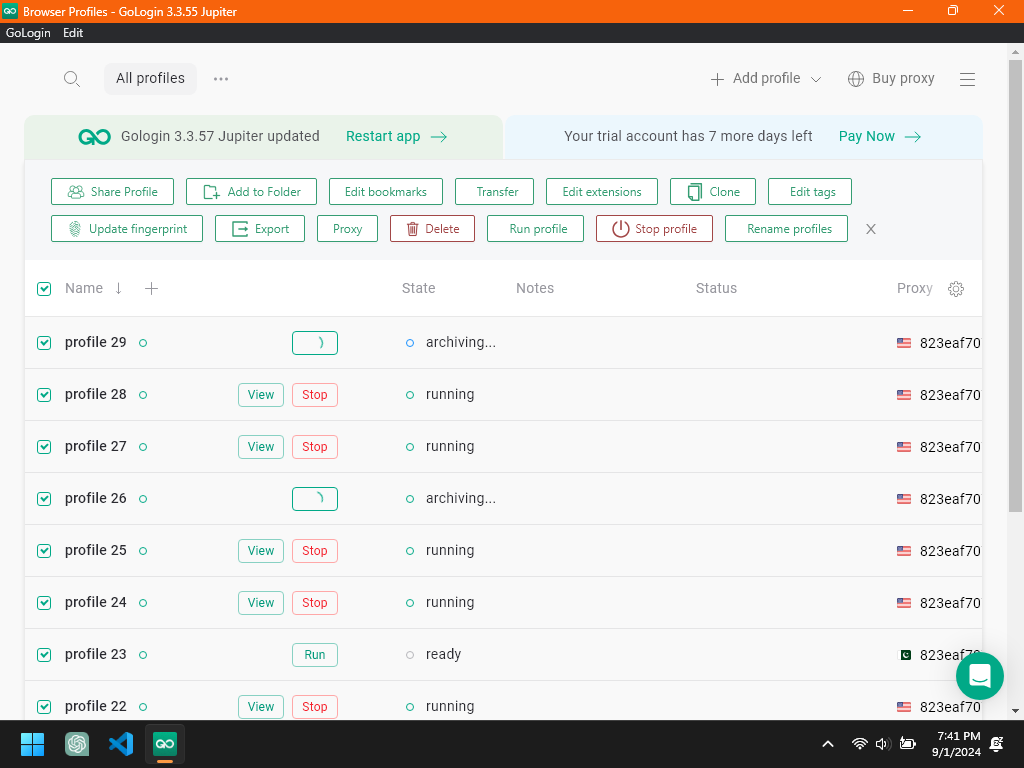 Browser Profiles - GoLogin 3.3.55 Jupiter
GoLogin Edit
All profiles
Add profile
Buy proxy
Gologin 3.3.57 Jupiter updated Restart app
Your trial account has 7 more days left Pay Now
Share Profile Add to Folder Edit bookmarks Transfer Edit extensions Clone Edit tags
Update fingerprint Export Proxy Delete Run profile Stop profile Rename profiles
Name State Notes Status Proxy
profile 29 archiving... 823eaf70
profile 28 View Stop running 823eaf70
profile 27 View Stop running 823eaf70
profile 26 archiving... 823eaf70
profile 25 View Stop running 823eaf70
profile 24 View Stop running 823eaf70
profile 23 Run ready 823eaf70
profile 22 View Stop running 823eaf70
7:41 PM
9/1/2024